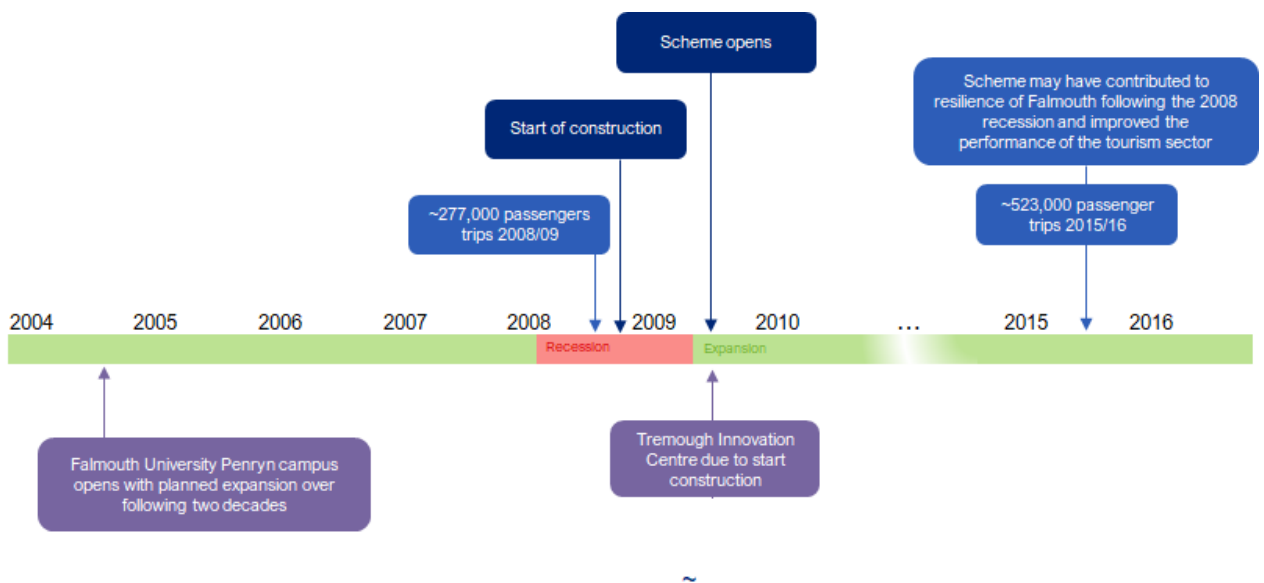 Scheme opens
Scheme may have contributed to
resilience of Falmouth following the 2008
recession and improved the
performance of the tourism sector
Start of construction
~277,000 passengers
trips 2008/09
~523,000 passenger
trips 2015/16
2004 2005 2006 2007 2008 2009 2010 ... 2015 2016
Recession Expansion
Falmouth University Penryn campus
opens with planned expansion over
following two decades
Tremough Innovation
Centre due to start
construction
~